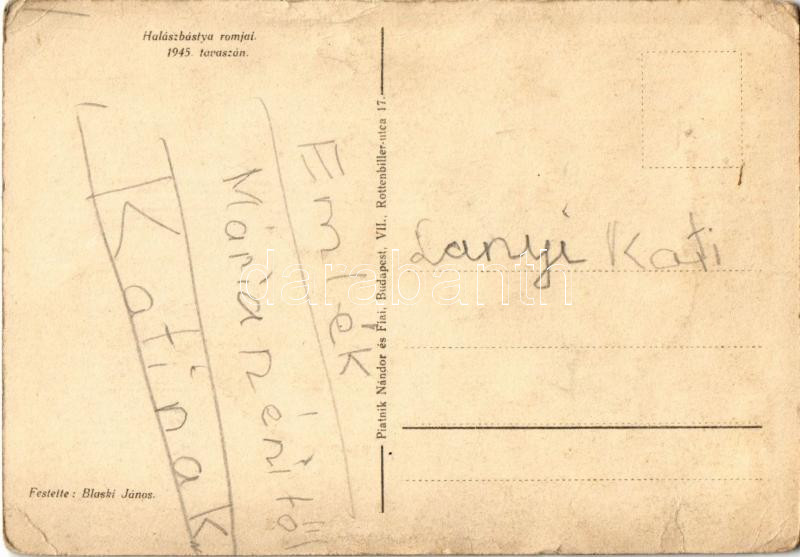 Halászbástya romjai.
1945. tavaszán.
Emlék
Mária nénitől
Katinak
Festette: Blaski János.
Piatnik Nándor és Fiai, Budapest, VII., Rottenbiller-utca 17.
Lanyi Kati
darabanth